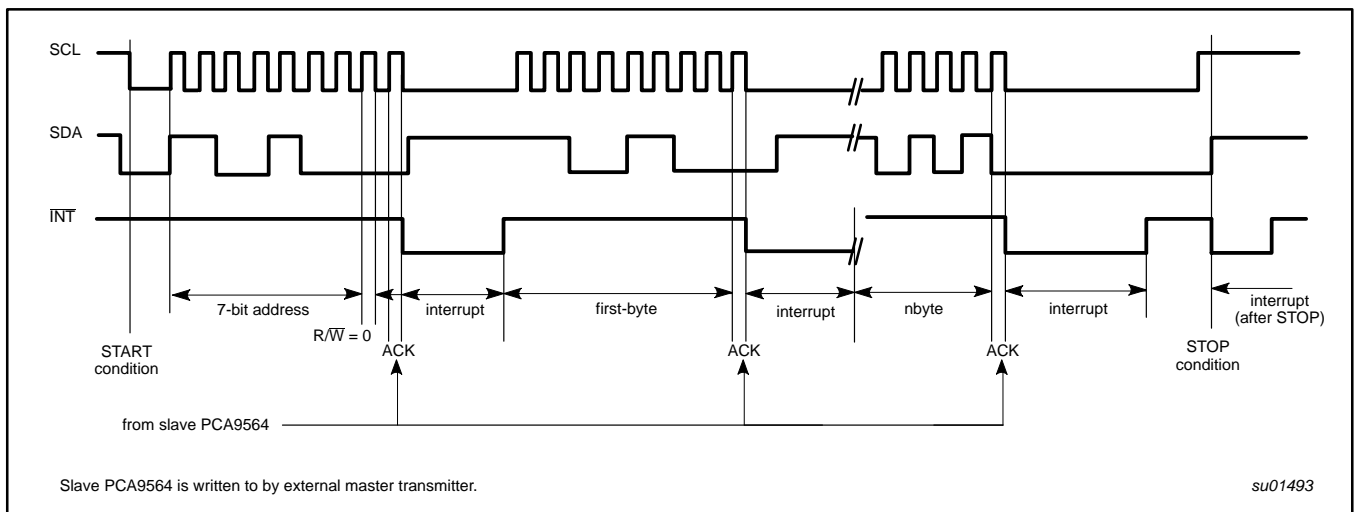 SCL
SDA
I̅N̅T̅
7-bit address
interrupt
first-byte
interrupt
nbyte
interrupt
interrupt
(after STOP)
R/W̅ = 0
ACK
ACK
ACK
START
condition
STOP
condition
from slave PCA9564
Slave PCA9564 is written to by external master transmitter.
su01493